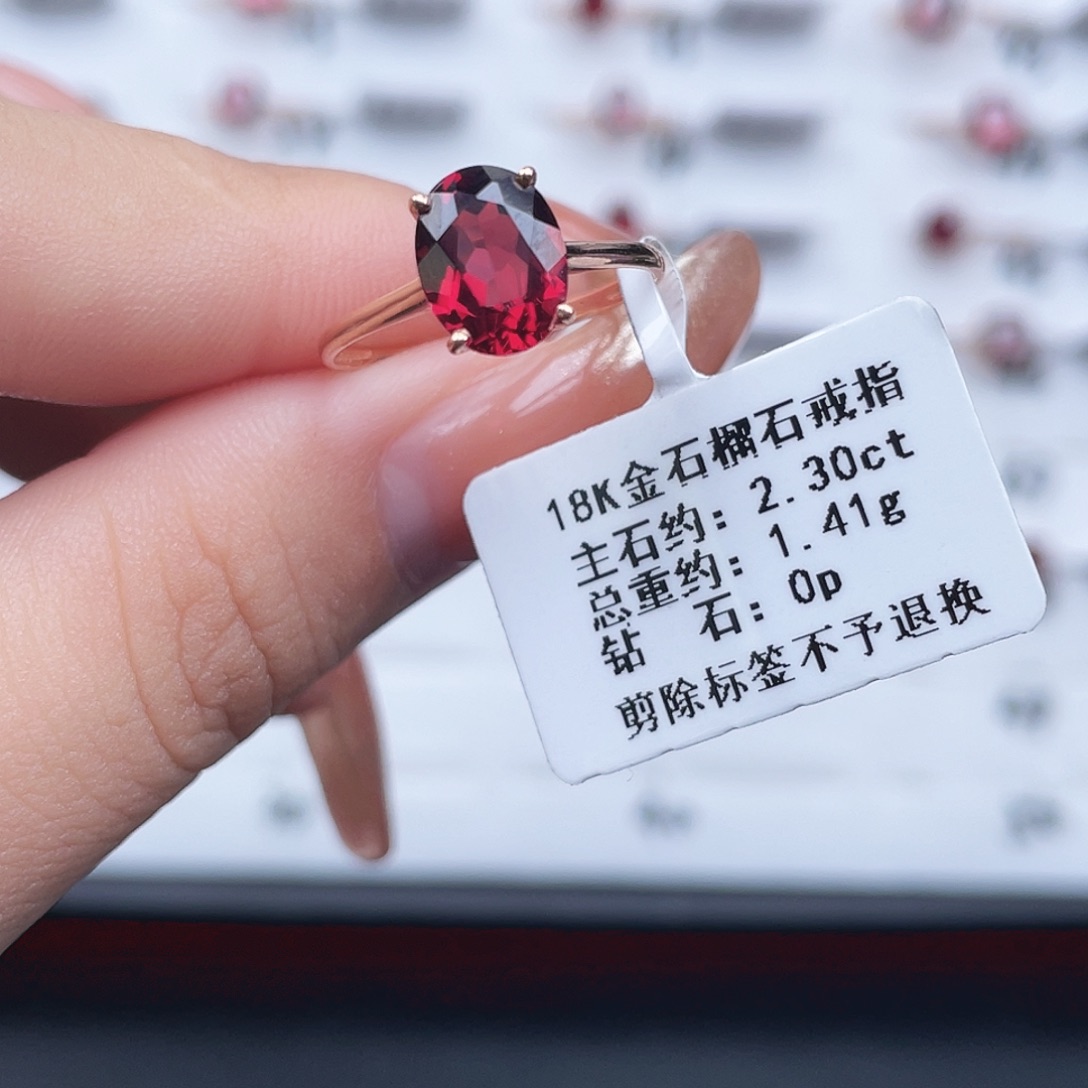 18K金石榴石戒指
主石约: 2.30ct
总重约: 1.41g
钻 石: 0p
剪除标签不予退换